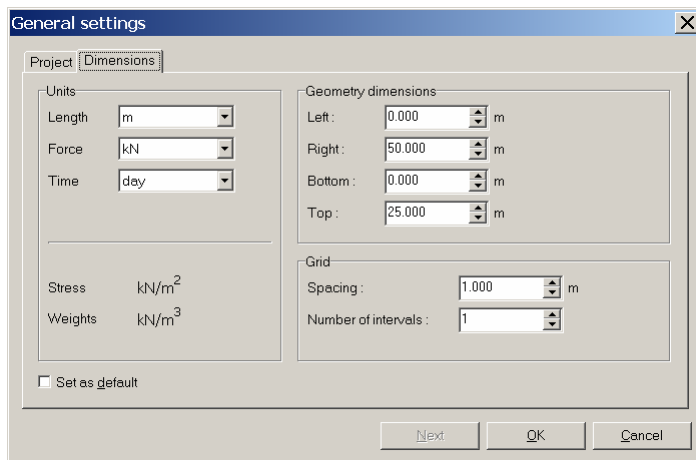 General settings
Project Dimensions
Units
Length m
Force kN
Time day
Stress kN/m²
Weights kN/m³
Geometry dimensions
Left : 0.000 m
Right : 50.000 m
Bottom : 0.000 m
Top : 25.000 m
Grid
Spacing : 1.000 m
Number of intervals : 1
Set as default
Next OK Cancel